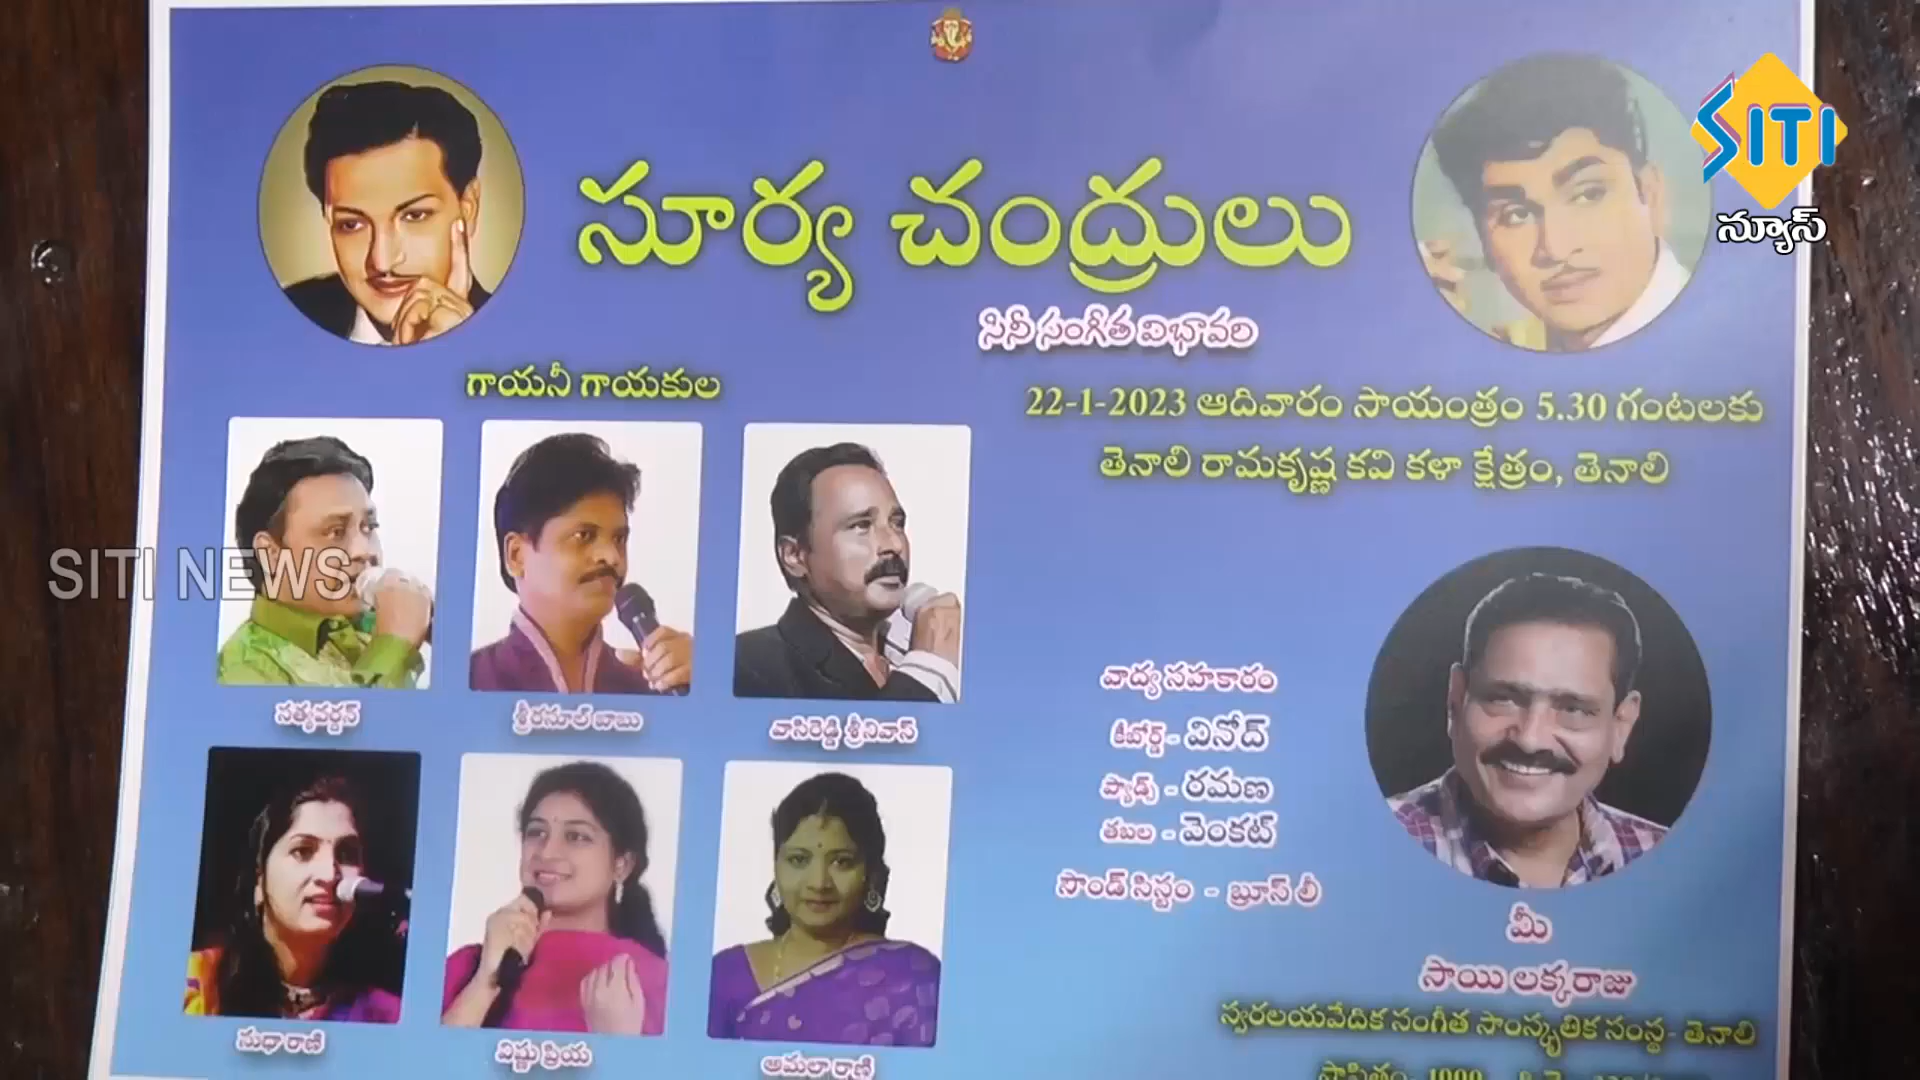 SITI
న్యూస్
సూర్య చంద్రులు
సినీ సంగీత విభావరి
గాయనీ గాయకుల
22-1-2023 ఆదివారం సాయంత్రం 5.30 గంటలకు
తెనాలి రామకృష్ణ కవి కళా క్షేత్రం, తెనాలి
SITI NEWS
సత్యవర్ధన్
శ్రీరసూల్ బాబు
వాసిరెడ్డి శ్రీనివాస్
సుధా రాణి
విష్ణు ప్రియ
అమలా రాణి
వాద్య సహకారం
కీబోర్డ్ - వినోద్
ప్యాడ్స్ - రమణ
తబల - వెంకట్
సౌండ్ సిస్టం - బ్రూస్ లీ
మీ
సాయి లక్కరాజు
స్వరలయవేదిక సంగీత సాంస్కృతిక సంస్థ- తెనాలి